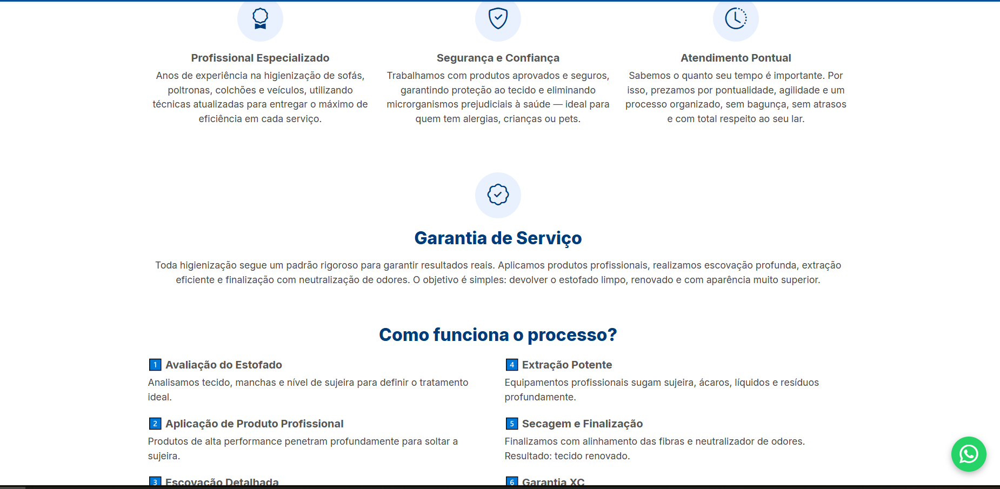 Profissional Especializado
Anos de experiência na higienização de sofás,
poltronas, colchões e veículos, utilizando
técnicas atualizadas para entregar o máximo de
eficiência em cada serviço.
Segurança e Confiança
Trabalhamos com produtos aprovados e seguros,
garantindo proteção ao tecido e eliminando
microrganismos prejudiciais à saúde — ideal para
quem tem alergias, crianças ou pets.
Atendimento Pontual
Sabemos o quanto seu tempo é importante. Por
isso, prezamos por pontualidade, agilidade e um
processo organizado, sem bagunça, sem atrasos
e com total respeito ao seu lar.
Garantia de Serviço
Toda higienização segue um padrão rigoroso para garantir resultados reais. Aplicamos produtos profissionais, realizamos escovação profunda, extração
eficiente e finalização com neutralização de odores. O objetivo é simples: devolver o estofado limpo, renovado e com aparência muito superior.
Como funciona o processo?
1 Avaliação do Estofado
Analisamos tecido, manchas e nível de sujeira para definir o tratamento
ideal.
2 Aplicação de Produto Profissional
Produtos de alta performance penetram profundamente para soltar a
sujeira.
3 Escovação Detalhada
4 Extração Potente
Equipamentos profissionais sugam sujeira, ácaros, líquidos e resíduos
profundamente.
5 Secagem e Finalização
Finalizamos com alinhamento das fibras e neutralizador de odores.
Resultado: tecido renovado.
6 Garantia XC